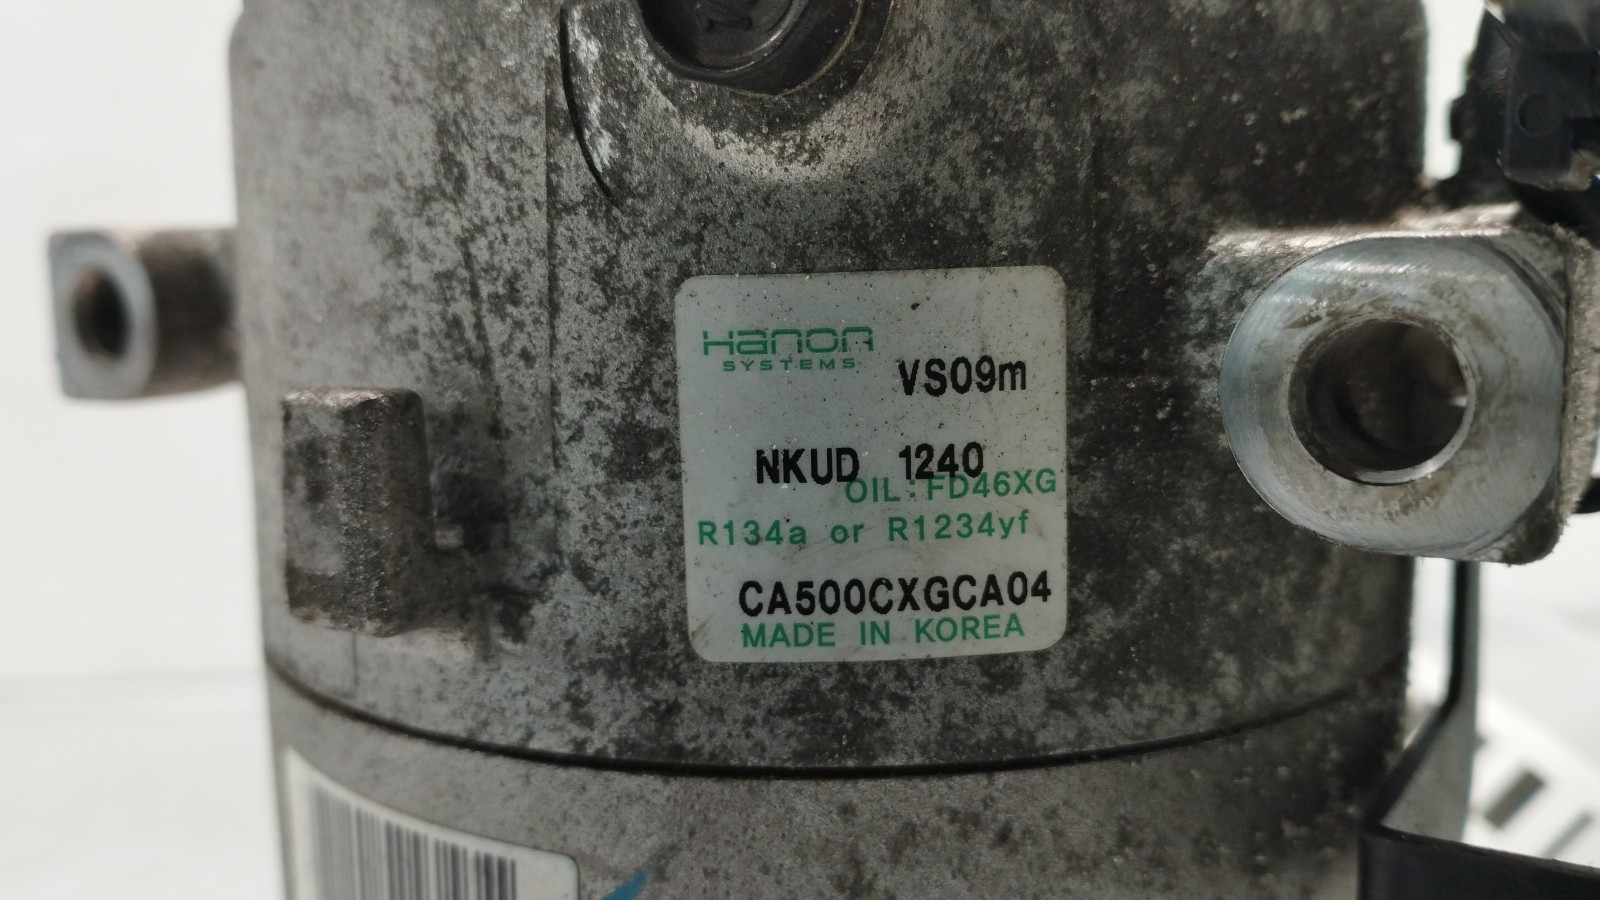 Hanon
SYSTEMS
VS09m
NKUD 1240
OIL : FD46XG
R134a or R1234yf
CA500CXGCA04
MADE IN KOREA